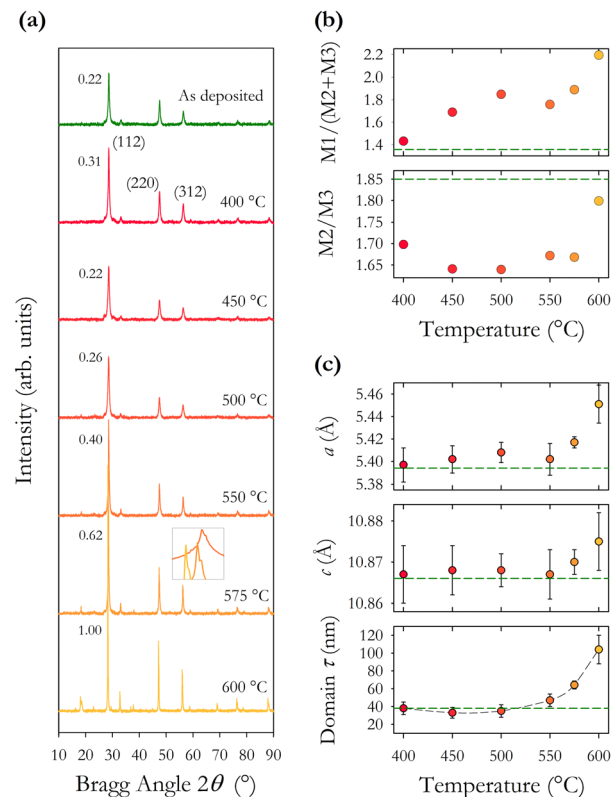 (a)
0.22
As deposited
(112)
0.31
(220)
(312)
400 °C
0.22
450 °C
0.26
500 °C
0.40
550 °C
0.62
575 °C
1.00
600 °C
Intensity (arb. units)
10 20 30 40 50 60 70 80 90
Bragg Angle 2θ (°)
(b)
M1/(M2+M3)
2.2
1.8
1.4
M2/M3
1.85
1.80
1.75
1.70
1.65
400 450 500 550 600
Temperature (°C)
(c)
a (Å)
5.46
5.44
5.42
5.40
5.38
c (Å)
10.88
10.87
10.86
Domain τ (nm)
120
100
80
60
40
20
400 450 500 550 600
Temperature (°C)